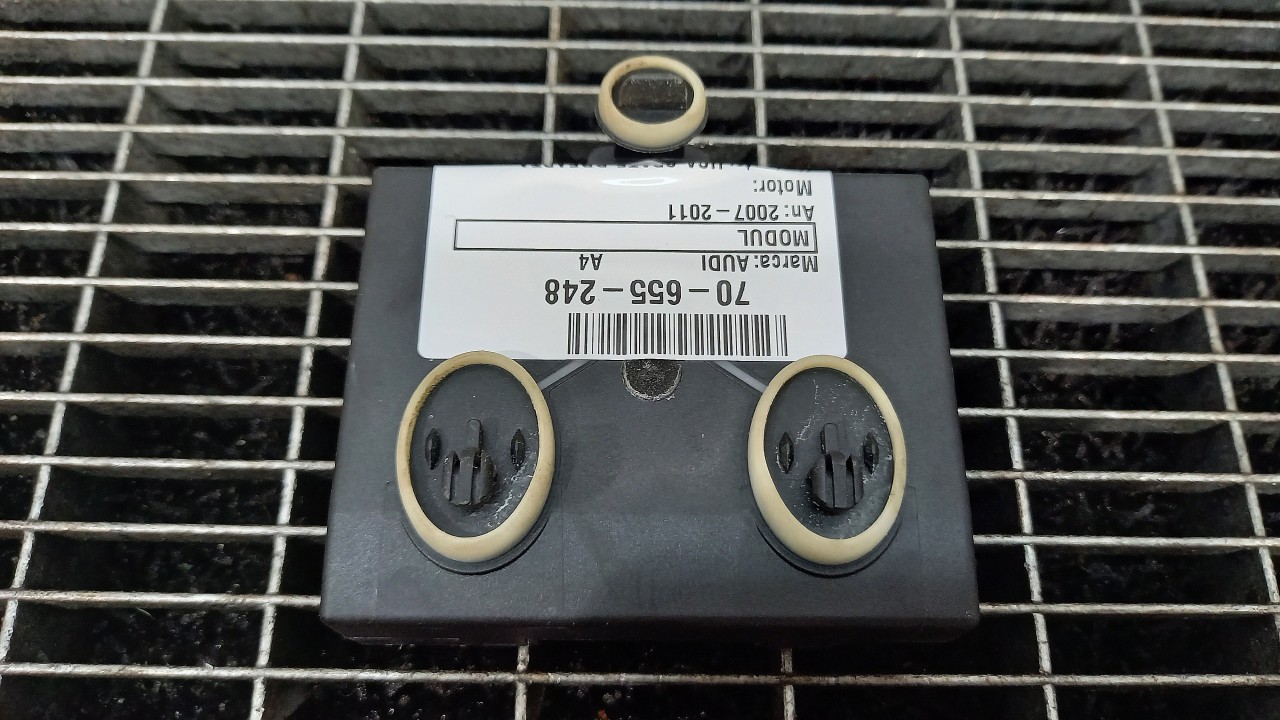 70-655-248
Marca: AUDI A4
MODUL
An: 2007-2011
Motor: